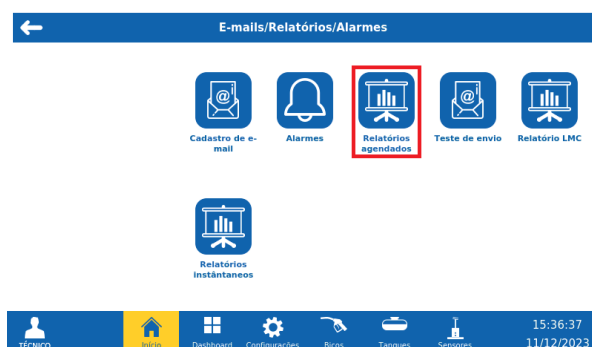 E-mails/Relatórios/Alarmes
Cadastro de e-
mail
Alarmes
Relatórios
agendados
Teste de envio
Relatório LMC
Relatórios
instântaneos
TÉCNICO
Início
Dashboard
Configurações
Bicos
Tanques
Sensores
15:36:37
11/12/2023